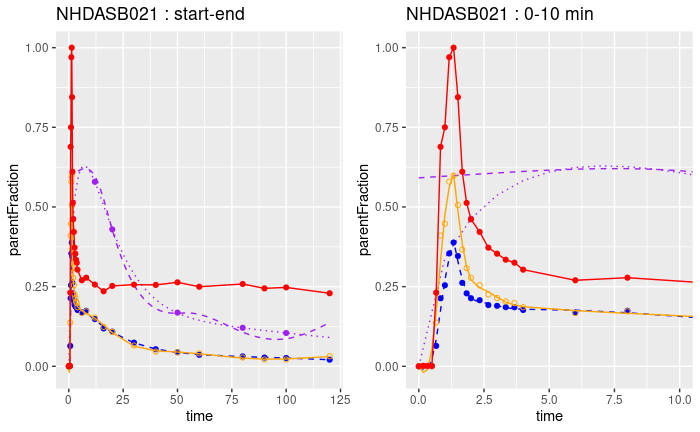 NHDASB021 : start-end
parentFraction
1.00
0.75
0.50
0.25
0.00
0 25 50 75 100 125
time
NHDASB021 : 0-10 min
parentFraction
1.00
0.75
0.50
0.25
0.00
0.0 2.5 5.0 7.5 10.0
time